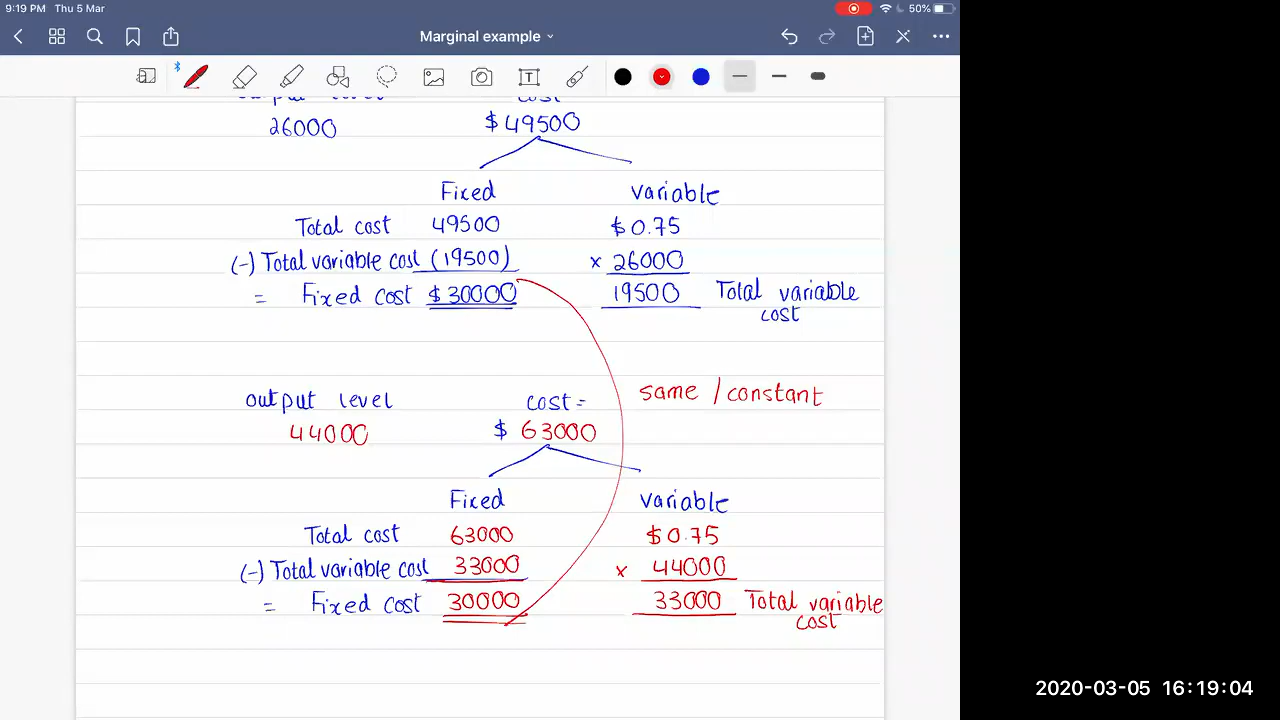 9:19 PM Thu 5 Mar
50%
Marginal example
T
output level cost
26000 $ 49500
Fixed Variable
Total cost 49500 $0.75
(-) Total variable cost (19500) x 26000
= Fixed cost $30000 19500 Total variable
cost
same / constant
output level cost =
44000 $ 63000
Fixed Variable
Total cost 63000 $0.75
(-) Total variable cost 33000 x 44000
= Fixed cost 30000 33000 Total variable
cost
2020-03-05 16:19:04